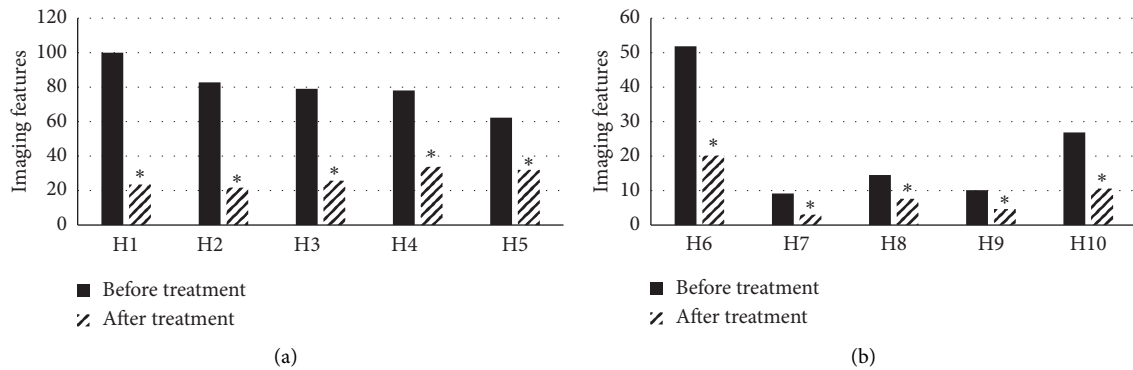 120
100
80
60
40
20
0
Imaging features
* * * * *
H1 H2 H3 H4 H5
Before treatment
After treatment
(a)
60
50
40
30
20
10
0
Imaging features
* * * * *
H6 H7 H8 H9 H10
Before treatment
After treatment
(b)